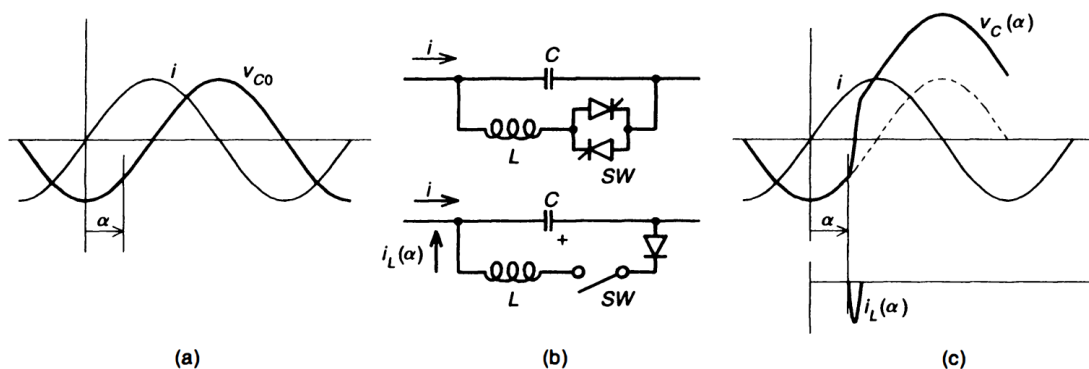 i
v_C0
α
(a)
i
C
L
SW
i
C
+
i_L(α)
L
SW
(b)
v_C(α)
i
α
i_L(α)
(c)